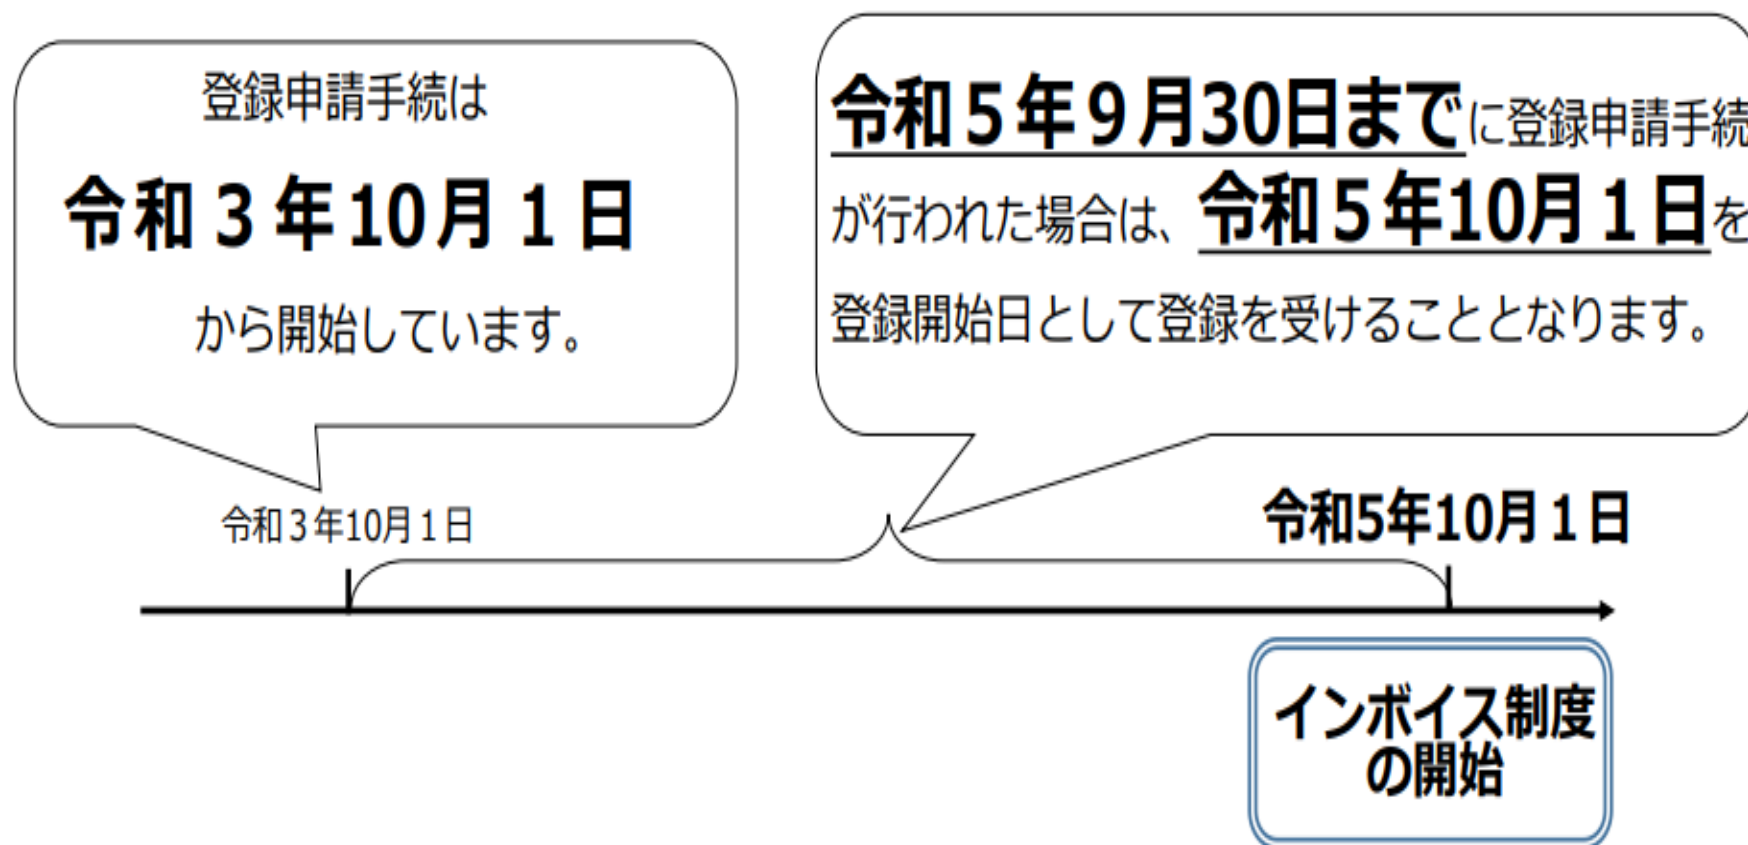 登録申請手続は
令和３年10月１日
から開始しています。
令和５年９月30日までに登録申請手続
が行われた場合は、令和５年10月１日を
登録開始日として登録を受けることとなります。
令和３年10月１日
令和5年10月１日
インボイス制度
の開始